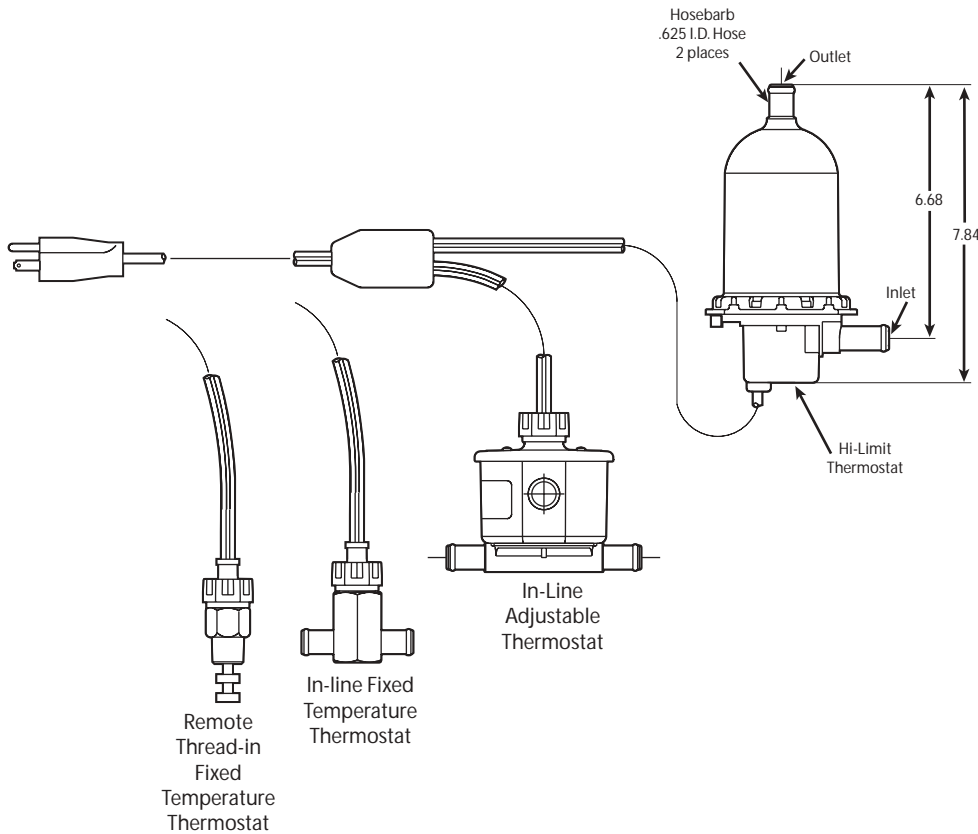 Hosebarb
.625 I.D. Hose
2 places
Outlet
6.68
7.84
Inlet
Hi-Limit
Thermostat
In-Line
Adjustable
Thermostat
In-line Fixed
Temperature
Thermostat
Remote
Thread-in
Fixed
Temperature
Thermostat